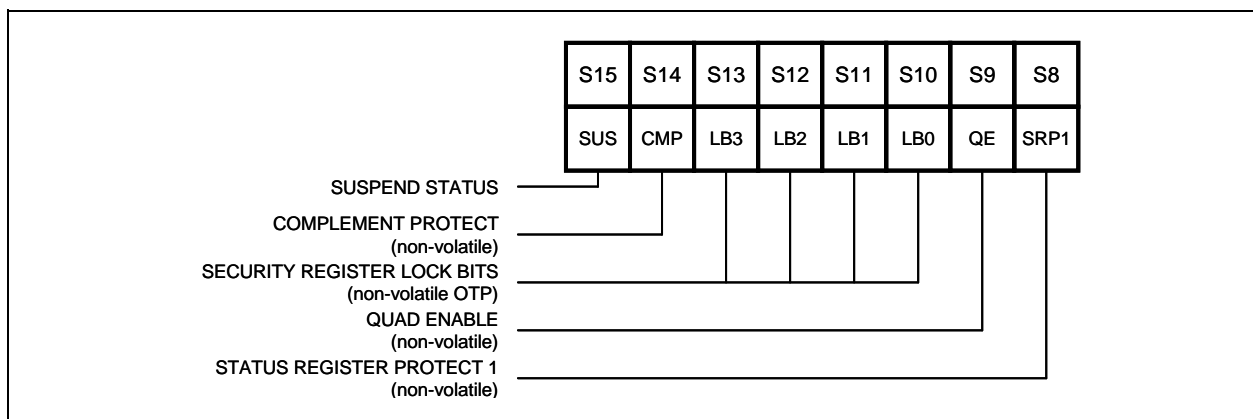 S15 S14 S13 S12 S11 S10 S9 S8
SUS CMP LB3 LB2 LB1 LB0 QE SRP1
SUSPEND STATUS
COMPLEMENT PROTECT
(non-volatile)
SECURITY REGISTER LOCK BITS
(non-volatile OTP)
QUAD ENABLE
(non-volatile)
STATUS REGISTER PROTECT 1
(non-volatile)